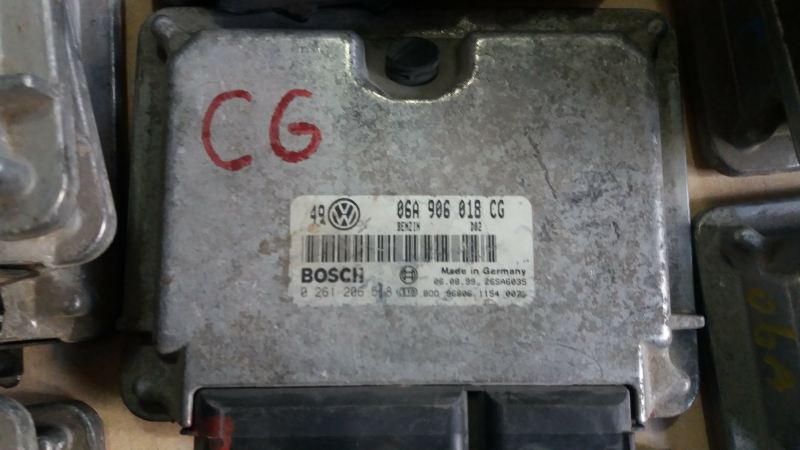 CG
49 06A 906 018 CG
BENZIN D02
BOSCH Made in Germany
06.08.99 26SA6035
0 261 206 518
06A